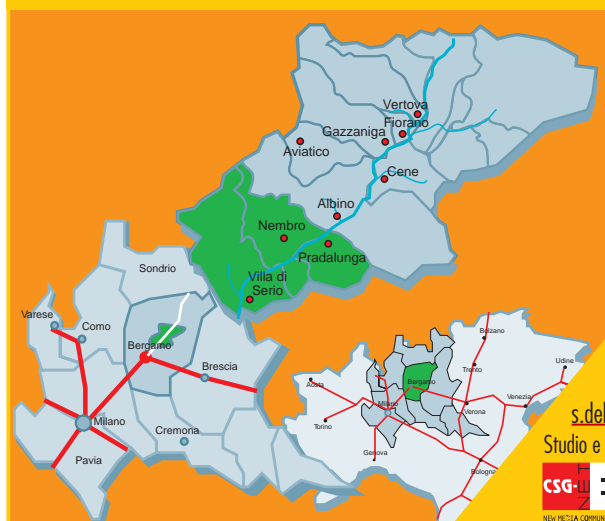 Vertova
Fiorano
Gazzaniga
Aviatico
Cene
Albino
Nembro
Pradalunga
Villa di
Serio
Sondrio
Varese
Como
Bergamo
Brescia
Milano
Cremona
Pavia
Bolzano
Udine
Trento
Aosta
Bergamo
Venezia
Milano
Verona
Torino
Genova
Bologna
s.del
Studio e
CSG-
NET
NEW MEDIA COMMUN